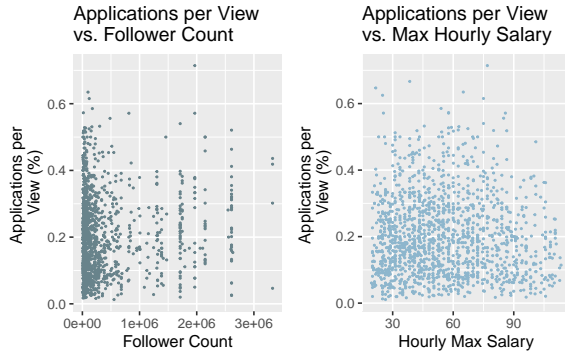 Applications per View
vs. Follower Count
Applications per
View (%)
0.6
0.4
0.2
0.0
0e+00
1e+06
2e+06
3e+06
Follower Count
Applications per View
vs. Max Hourly Salary
Applications per
View (%)
0.6
0.4
0.2
0.0
30
60
90
Hourly Max Salary